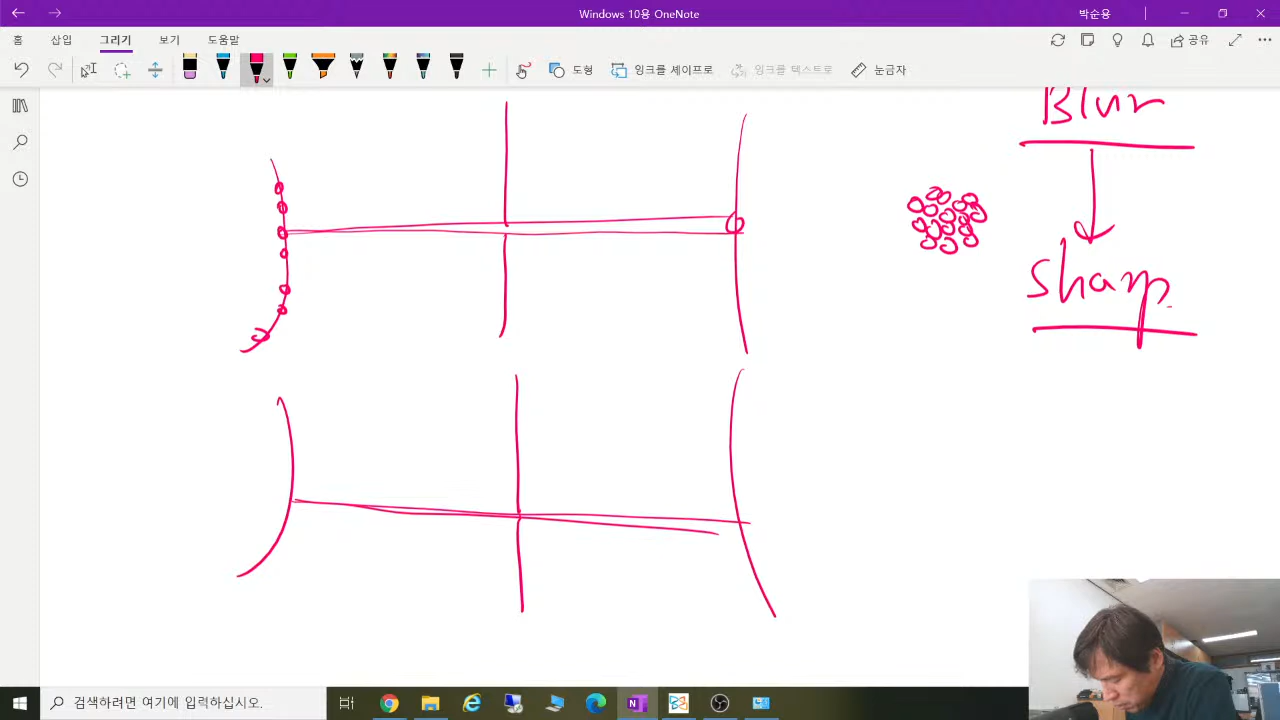 Windows 10용 OneNote
박순용
홈 삽입 그리기 보기 도움말
공유
도형 잉크를 셰이프로 잉크를 텍스트로 눈금자
Blur
Sharp
검색하려면 여기에 입력하십시오.